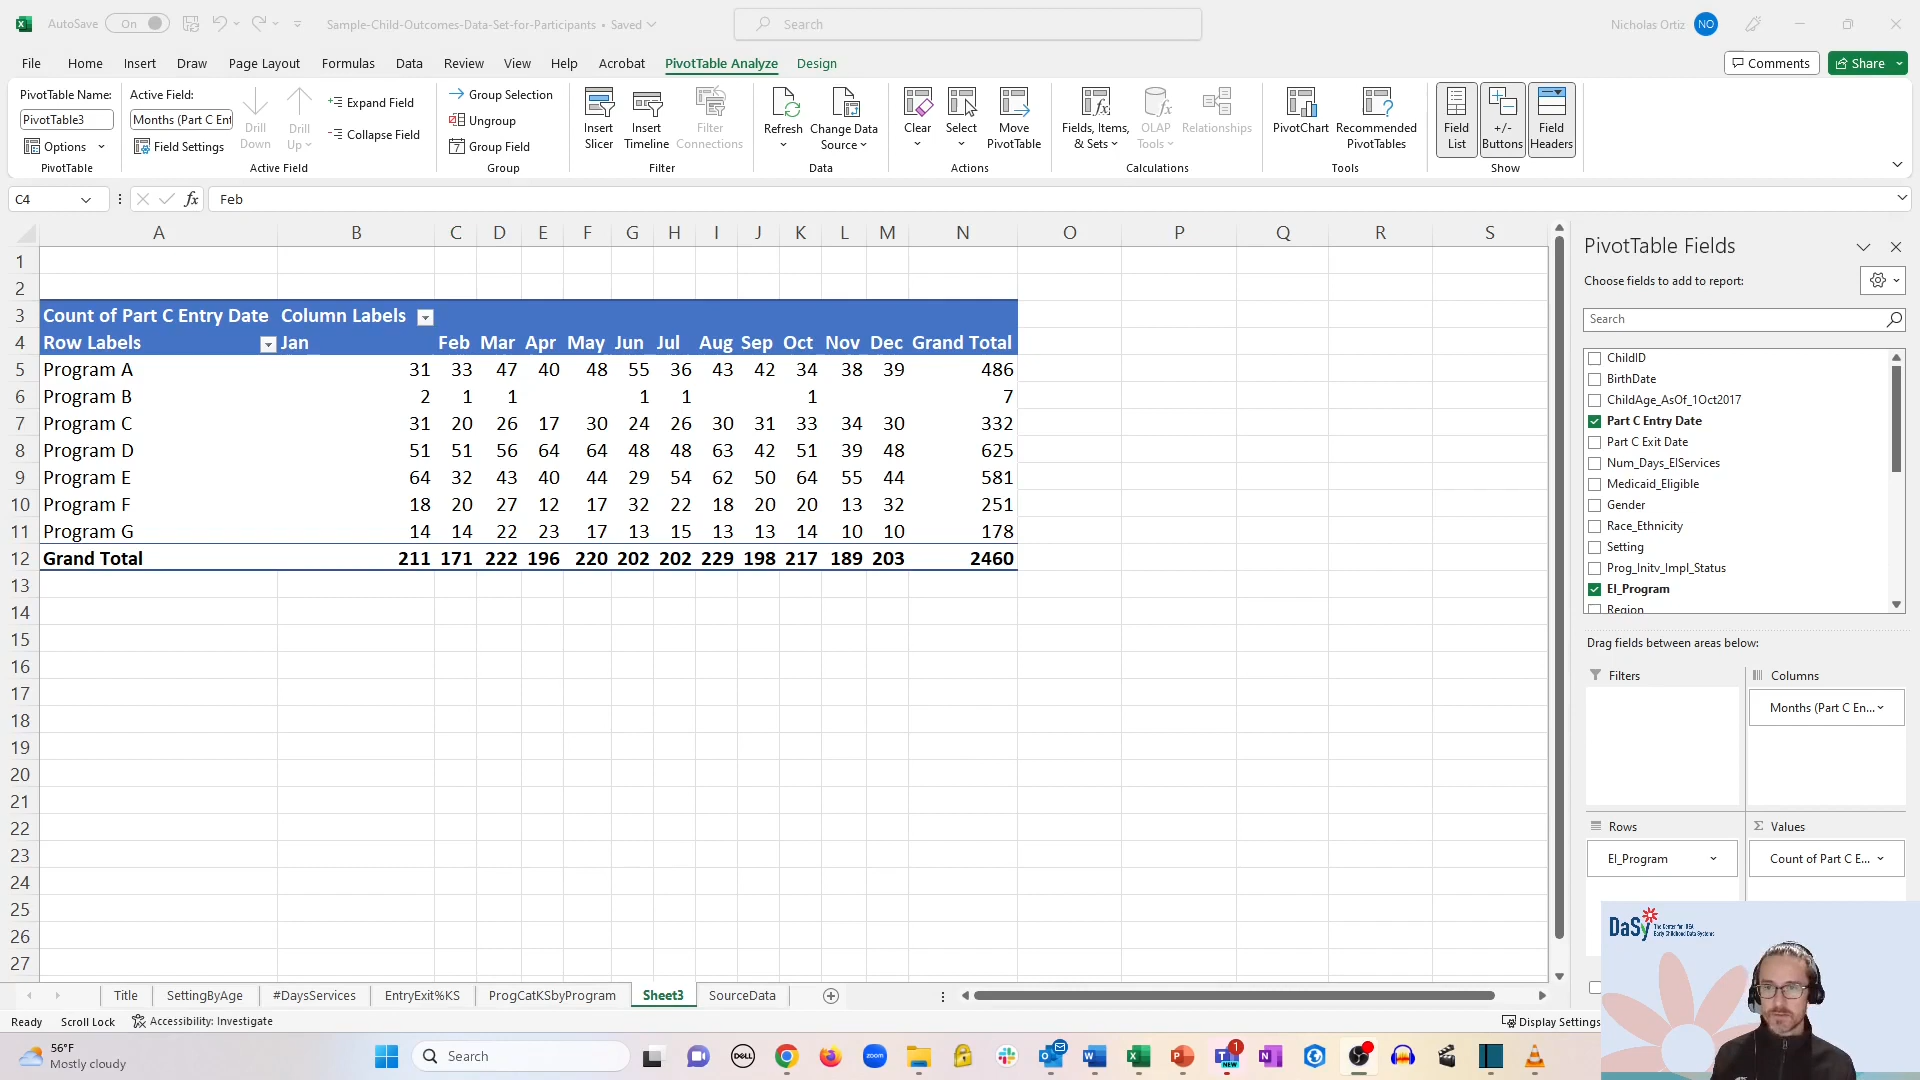 AutoSave On
Sample-Child-Outcomes-Data-Set-for-Participants • Saved
Search
Nicholas Ortiz NO
File Home Insert Draw Page Layout Formulas Data Review View Help Acrobat PivotTable Analyze Design
Comments Share
PivotTable Name:
PivotTable3
Options
PivotTable
Active Field:
Months (Part C Ent
Field Settings
Drill Down
Drill Up
Expand Field
Collapse Field
Active Field
Group Selection
Ungroup
Group Field
Group
Insert Slicer
Insert Timeline
Filter Connections
Filter
Refresh
Change Data Source
Data
Clear
Select
Move PivotTable
Actions
Fields, Items, & Sets
OLAP Tools
Relationships
Calculations
PivotChart
Recommended PivotTables
Tools
Field List
+/- Buttons
Field Headers
Show
C4 fx Feb
A B C D E F G H I J K L M N O P Q R S
1
2
3 Count of Part C Entry Date Column Labels
4 Row Labels Jan Feb Mar Apr May Jun Jul Aug Sep Oct Nov Dec Grand Total
5 Program A 31 33 47 40 48 55 36 43 42 34 38 39 486
6 Program B 2 1 1 1 1 1 7
7 Program C 31 20 26 17 30 24 26 30 31 33 34 30 332
8 Program D 51 51 56 64 64 48 48 63 42 51 39 48 625
9 Program E 64 32 43 40 44 29 54 62 50 64 55 44 581
10 Program F 18 20 27 12 17 32 22 18 20 20 13 32 251
11 Program G 14 14 22 23 17 13 15 13 13 14 10 10 178
12 Grand Total 211 171 222 196 220 202 202 229 198 217 189 203 2460
13
14
15
16
17
18
19
20
21
22
23
24
25
26
27
PivotTable Fields
Choose fields to add to report:
Search
ChildID
BirthDate
ChildAge_AsOf_1Oct2017
Part C Entry Date
Part C Exit Date
Num_Days_EIServices
Medicaid_Eligible
Gender
Race_Ethnicity
Setting
Prog_Initv_Impl_Status
EI_Program
Region
Drag fields between areas below:
Filters
Columns
Months (Part C En...
Rows
EI_Program
Σ Values
Count of Part C E...
DaSy
The Center for IDEA
Early Childhood Data Systems
Title SettingByAge #DaysServices EntryExit%KS ProgCatKSbyProgram Sheet3 SourceData
Ready Scroll Lock Accessibility: Investigate
Display Settings
56°F
Mostly cloudy
Search
DELL
zoom
1
NEW